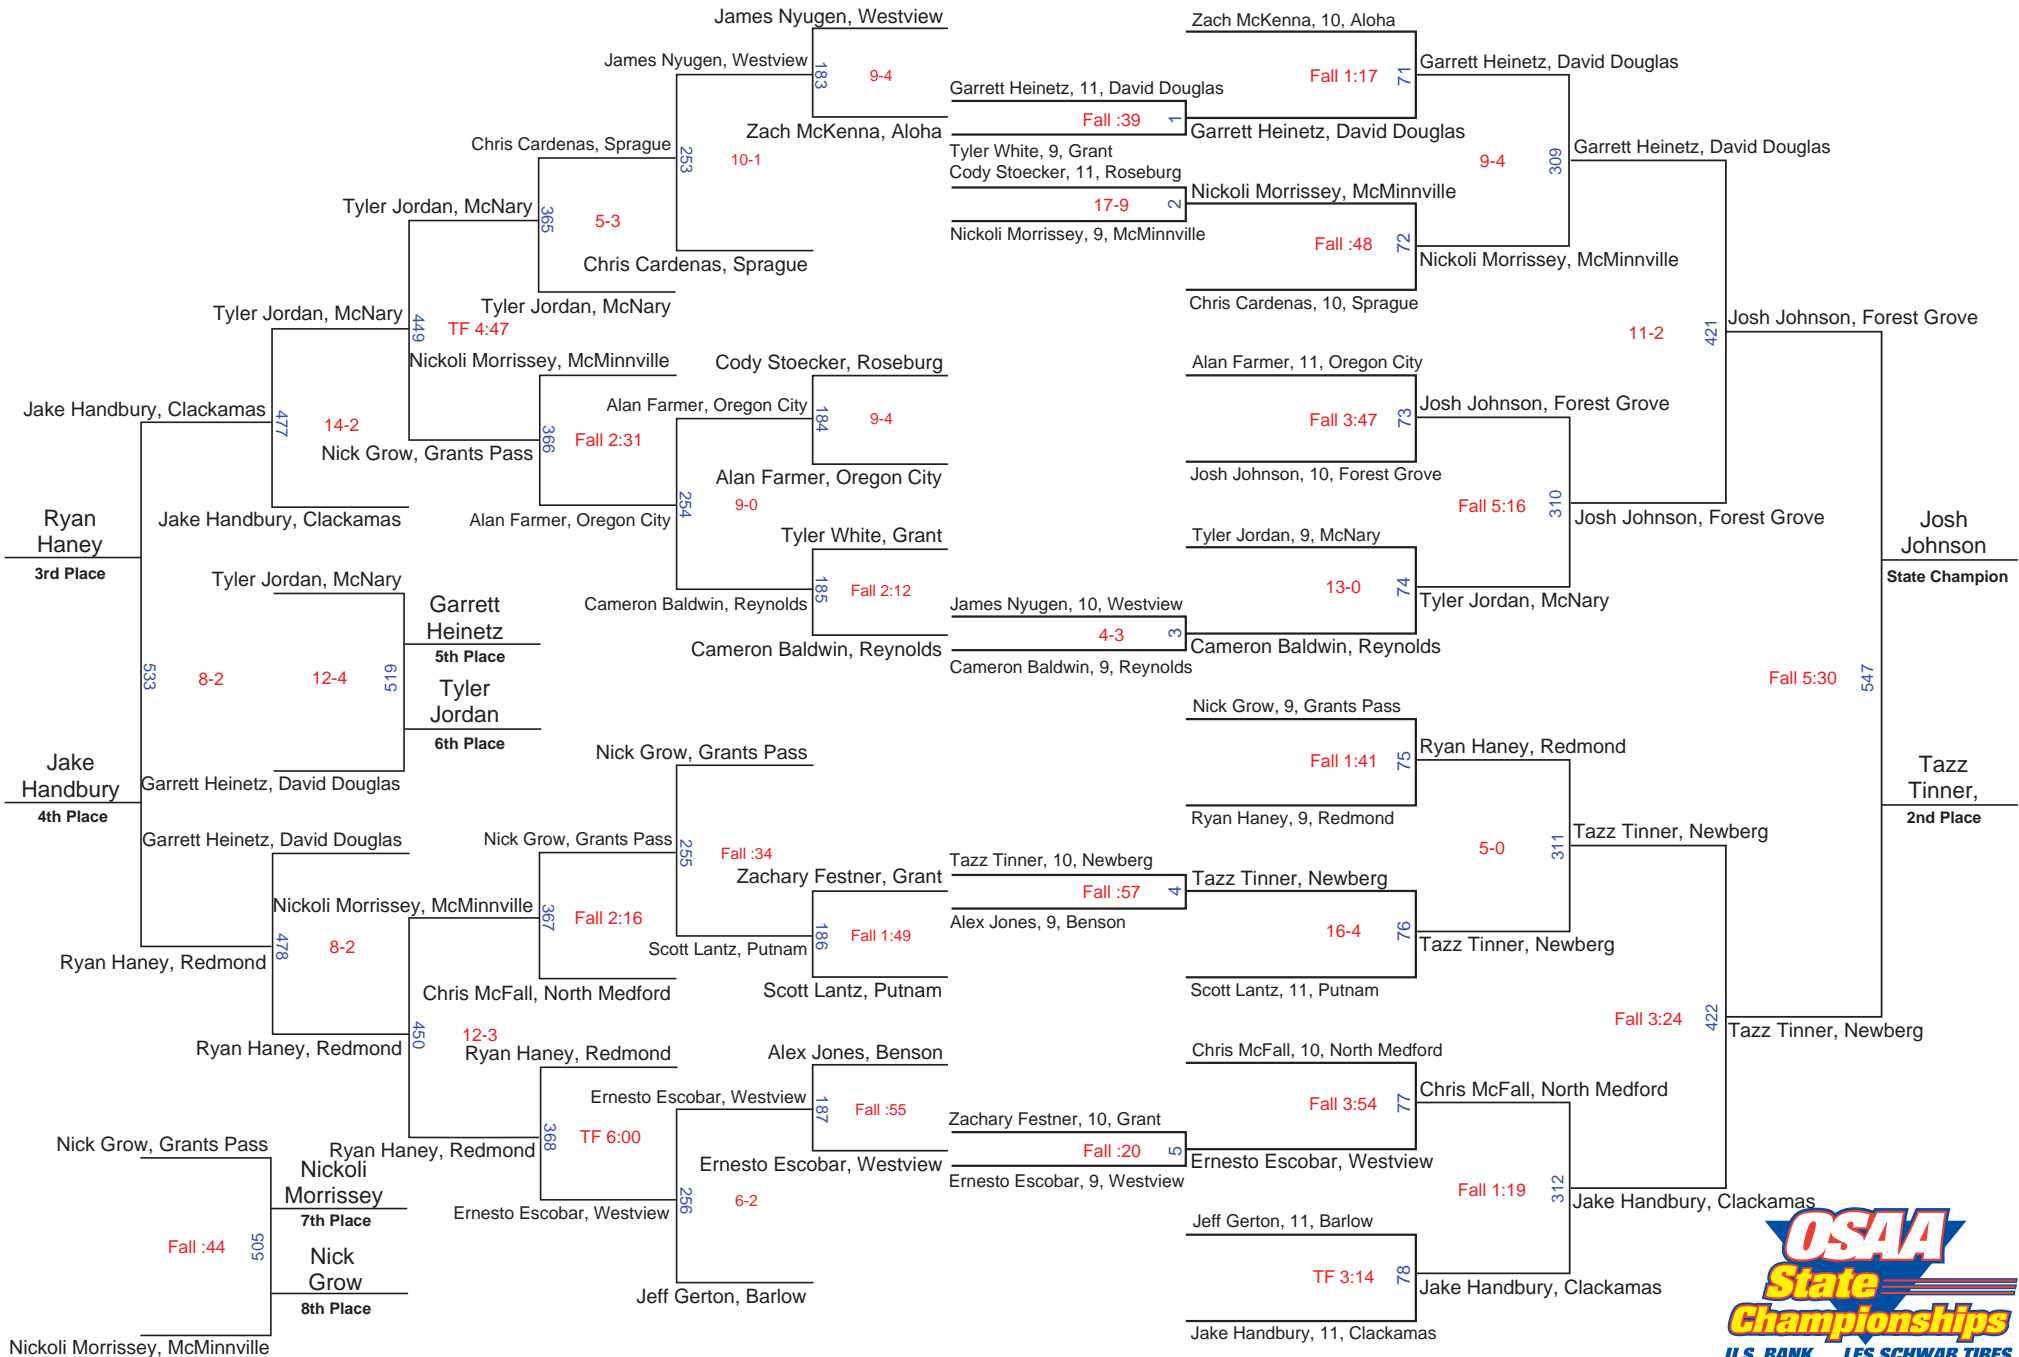 James Nyugen, Westview
Zach McKenna, 10, Aloha
James Nyugen, Westview
183
9-4
Fall 1:17
71
Garrett Heinetz, David Douglas
Garrett Heinetz, 11, David Douglas
Fall :39
1
Zach McKenna, Aloha
Garrett Heinetz, David Douglas
Chris Cardenas, Sprague
253
10-1
Tyler White, 9, Grant
9-4
309
Garrett Heinetz, David Douglas
Cody Stoecker, 11, Roseburg
Nickoli Morrissey, McMinnville
Tyler Jordan, McNary
365
5-3
17-9
2
Nickoli Morrissey, 9, McMinnville
Fall :48
72
Nickoli Morrissey, McMinnville
Chris Cardenas, Sprague
Chris Cardenas, 10, Sprague
Tyler Jordan, McNary
Tyler Jordan, McNary
449
TF 4:47
11-2
421
Josh Johnson, Forest Grove
Nickoli Morrissey, McMinnville
Cody Stoecker, Roseburg
Alan Farmer, 11, Oregon City
Jake Handbury, Clackamas
477
14-2
Alan Farmer, Oregon City
184
9-4
Fall 3:47
73
Josh Johnson, Forest Grove
366
Fall 2:31
Nick Grow, Grants Pass
Alan Farmer, Oregon City
Josh Johnson, 10, Forest Grove
254
9-0
Fall 5:16
310
Ryan
Haney
3rd Place
Jake Handbury, Clackamas
Alan Farmer, Oregon City
Josh Johnson, Forest Grove
Josh
Johnson
State Champion
Tyler White, Grant
Tyler Jordan, 9, McNary
Tyler Jordan, McNary
185
Fall 2:12
13-0
74
Tyler Jordan, McNary
Garrett
Heinetz
5th Place
Cameron Baldwin, Reynolds
James Nyugen, 10, Westview
4-3
3
Cameron Baldwin, Reynolds
Cameron Baldwin, Reynolds
Cameron Baldwin, 9, Reynolds
533
8-2
12-4
519
Tyler
Jordan
6th Place
Fall 5:30
547
Nick Grow, 9, Grants Pass
Nick Grow, Grants Pass
Fall 1:41
75
Ryan Haney, Redmond
Jake
Handbury
4th Place
Garrett Heinetz, David Douglas
Tazz
Tinner,
2nd Place
Ryan Haney, 9, Redmond
Garrett Heinetz, David Douglas
Nick Grow, Grants Pass
255
Fall :34
5-0
311
Tazz Tinner, Newberg
Zachary Festner, Grant
Tazz Tinner, 10, Newberg
Fall :57
4
Tazz Tinner, Newberg
Nickoli Morrissey, McMinnville
367
Fall 2:16
Alex Jones, 9, Benson
478
8-2
Scott Lantz, Putnam
186
Fall 1:49
16-4
76
Tazz Tinner, Newberg
Ryan Haney, Redmond
Chris McFall, North Medford
Scott Lantz, Putnam
Scott Lantz, 11, Putnam
450
12-3
Fall 3:24
422
Tazz Tinner, Newberg
Ryan Haney, Redmond
Ryan Haney, Redmond
Alex Jones, Benson
Chris McFall, 10, North Medford
Ernesto Escobar, Westview
187
Fall :55
Fall 3:54
77
Chris McFall, North Medford
Zachary Festner, 10, Grant
Fall :20
5
368
TF 6:00
Nick Grow, Grants Pass
Ryan Haney, Redmond
Ernesto Escobar, Westview
Ernesto Escobar, Westview
Ernesto Escobar, 9, Westview
Nickoli
Morrissey
7th Place
256
6-2
Fall 1:19
312
Jake Handbury, Clackamas
Ernesto Escobar, Westview
Jeff Gerton, 11, Barlow
Fall :44
505
Nick
Grow
8th Place
TF 3:14
78
Jake Handbury, Clackamas
Jeff Gerton, Barlow
Jake Handbury, 11, Clackamas
Nickoli Morrissey, McMinnville
OSAA
State
Championships
U.S. BANK LES SCHWAB TIRES